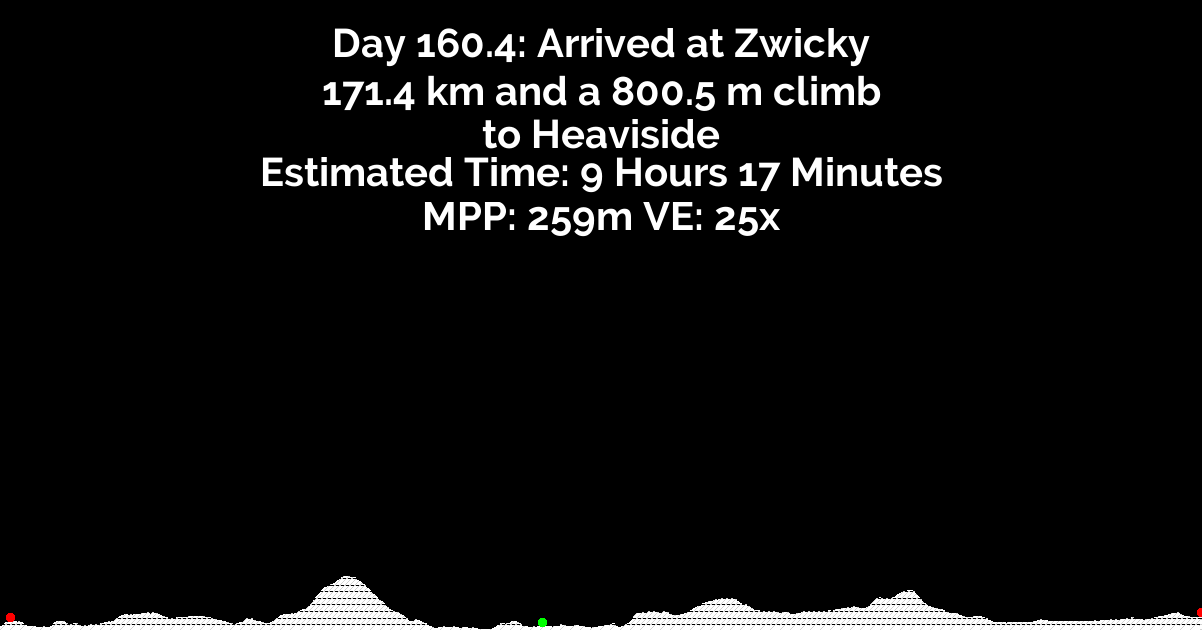 Day 160.4: Arrived at Zwicky
171.4 km and a 800.5 m climb
to Heaviside
Estimated Time: 9 Hours 17 Minutes
MPP: 259m VE: 25x